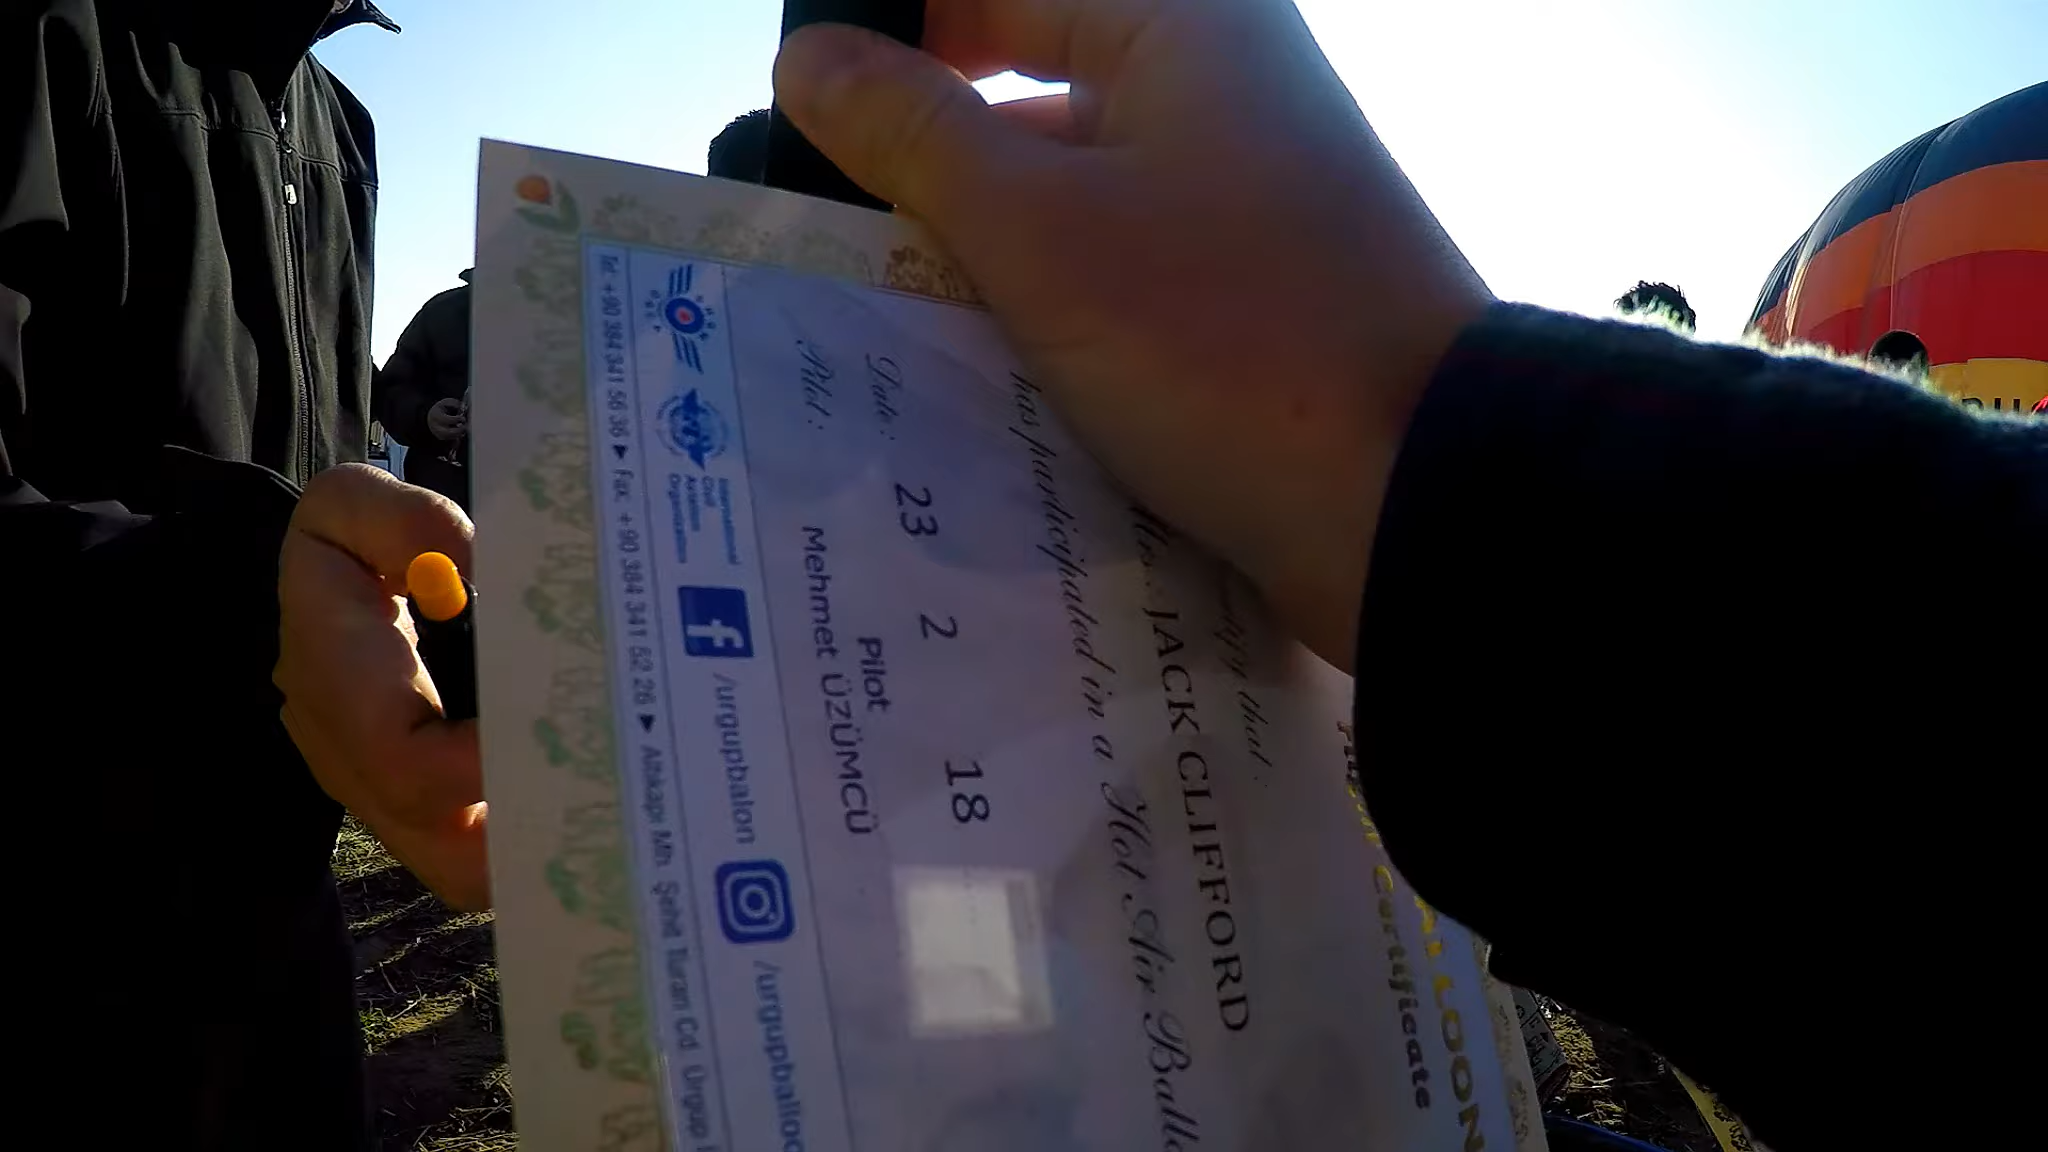 LOON
Certificate
that :
JACK CLIFFORD
has participated in a Hot Air Ball
Date : 23 2 18
Pilot
Pilot : Mehmet ÜZÜMCÜ
International
Civil
Aviation
Organization
/urgupbalon
/urgupballoo
Tel: +90 384 341 56 36 ► Fax: +90 384 341 52 26 ► Altıkapı Mh. Şehit Turan Cd. Ürgüp